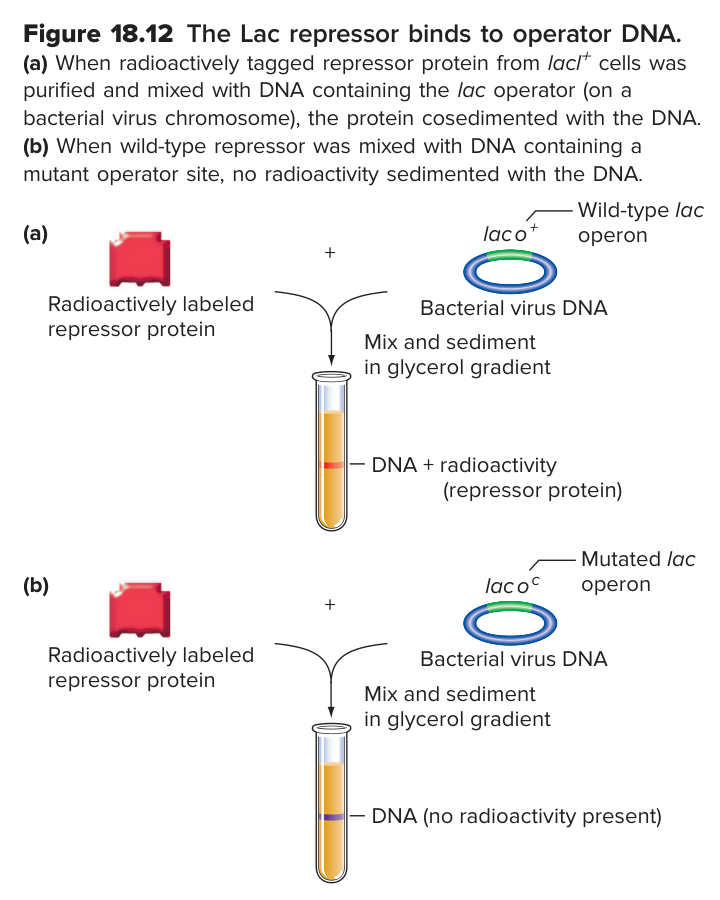 Figure 18.12 The Lac repressor binds to operator DNA.
(a) When radioactively tagged repressor protein from lacI+ cells was
purified and mixed with DNA containing the lac operator (on a
bacterial virus chromosome), the protein cosedimented with the DNA.
(b) When wild-type repressor was mixed with DNA containing a
mutant operator site, no radioactivity sedimented with the DNA.
(a)
+
lac o+
Wild-type lac
operon
Radioactively labeled
repressor protein
Bacterial virus DNA
Mix and sediment
in glycerol gradient
DNA + radioactivity
(repressor protein)
(b)
+
lac oc
Mutated lac
operon
Radioactively labeled
repressor protein
Bacterial virus DNA
Mix and sediment
in glycerol gradient
DNA (no radioactivity present)